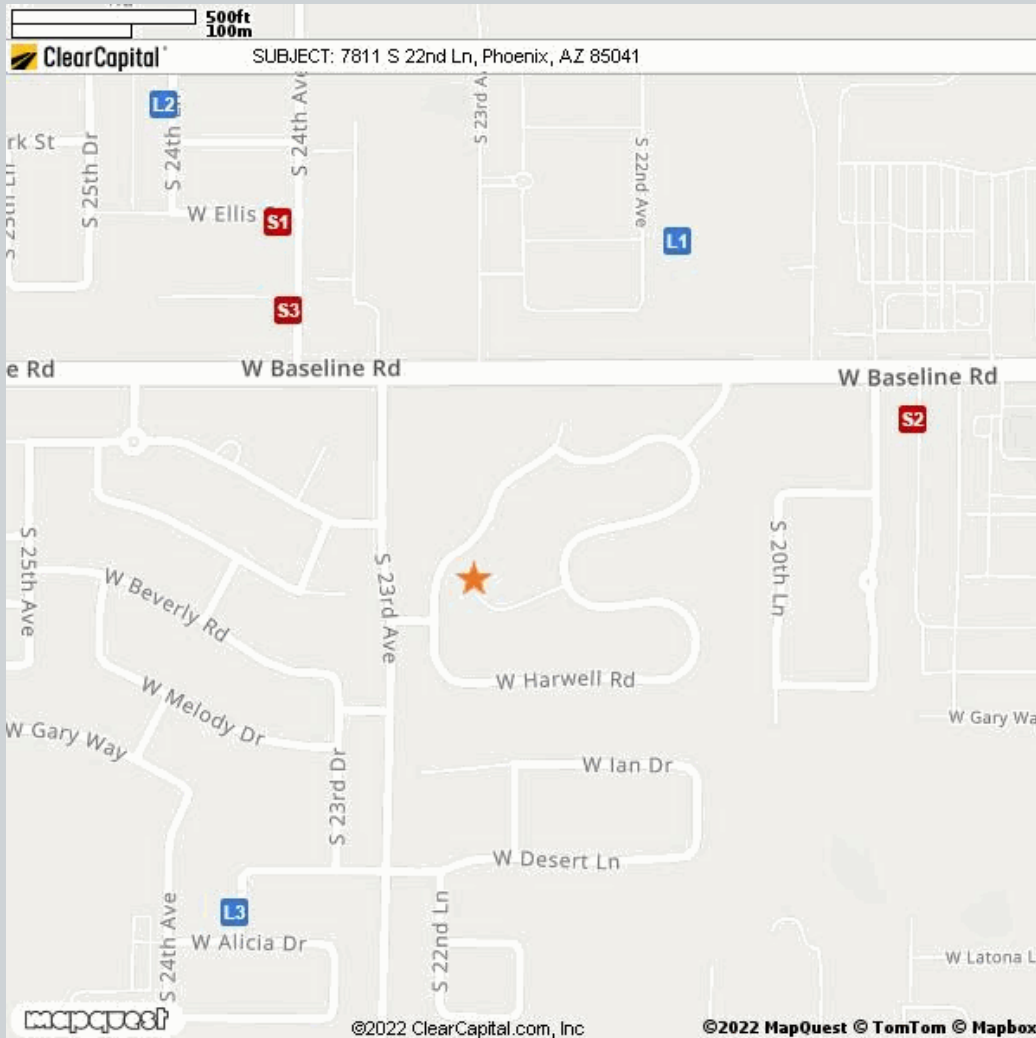 500ft
100m
ClearCapital
SUBJECT: 7811 S 22nd Ln, Phoenix, AZ 85041
L2
S 24th Ln
S 24th Ave
S 23rd
rk St
S 25th Ln
S 25th Dr
S 22nd Ave
W Ellis
S1
L1
S3
e Rd
W Baseline Rd
W Baseline Rd
S2
S 25th Ave
S 23rd Ave
S 20th Ln
W Beverly Rd
W Harwell Rd
W Melody Dr
W Gary Way
W Gary Wa
S 23rd Dr
W Ian Dr
W Desert Ln
L3
S 24th Ave
W Alicia Dr
S 22nd Ln
W Latona L
mapquest
©2022 ClearCapital.com, Inc
©2022 MapQuest © TomTom © Mapbox